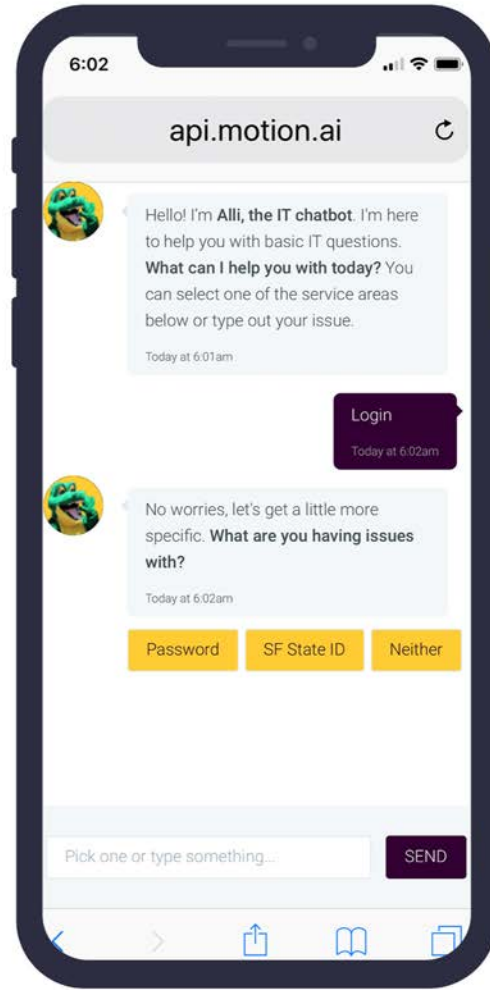 6:02
api.motion.ai
Hello! I'm Alli, the IT chatbot. I'm here
to help you with basic IT questions.
What can I help you with today? You
can select one of the service areas
below or type out your issue.
Today at 6:01am
Login
Today at 6:02am
No worries, let's get a little more
specific. What are you having issues
with?
Today at 6:02am
Password SF State ID Neither
Pick one or type something... SEND